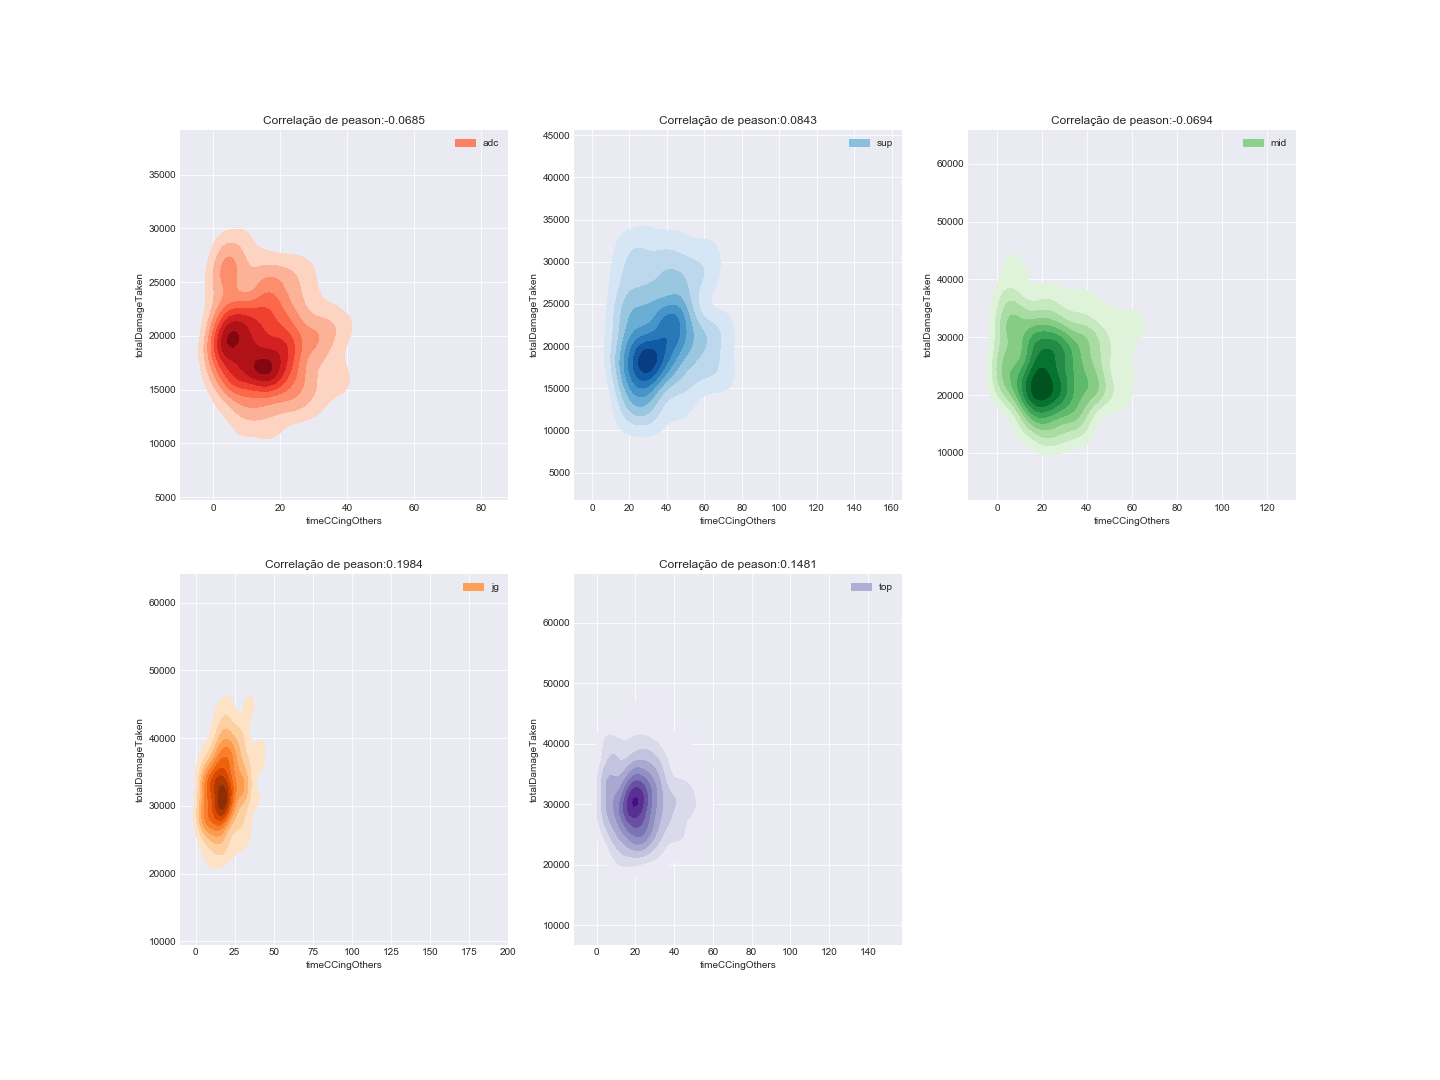 Correlação de peason:-0.0685
adc
35000
30000
25000
20000
15000
10000
5000
totalDamageTaken
0 20 40 60 80
timeCCingOthers
Correlação de peason:0.0843
sup
45000
40000
35000
30000
25000
20000
15000
10000
5000
totalDamageTaken
0 20 40 60 80 100 120 140 160
timeCCingOthers
Correlação de peason:-0.0694
mid
60000
50000
40000
30000
20000
10000
totalDamageTaken
0 20 40 60 80 100 120
timeCCingOthers
Correlação de peason:0.1984
jg
60000
50000
40000
30000
20000
10000
totalDamageTaken
0 25 50 75 100 125 150 175 200
timeCCingOthers
Correlação de peason:0.1481
top
60000
50000
40000
30000
20000
10000
totalDamageTaken
0 20 40 60 80 100 120 140
timeCCingOthers